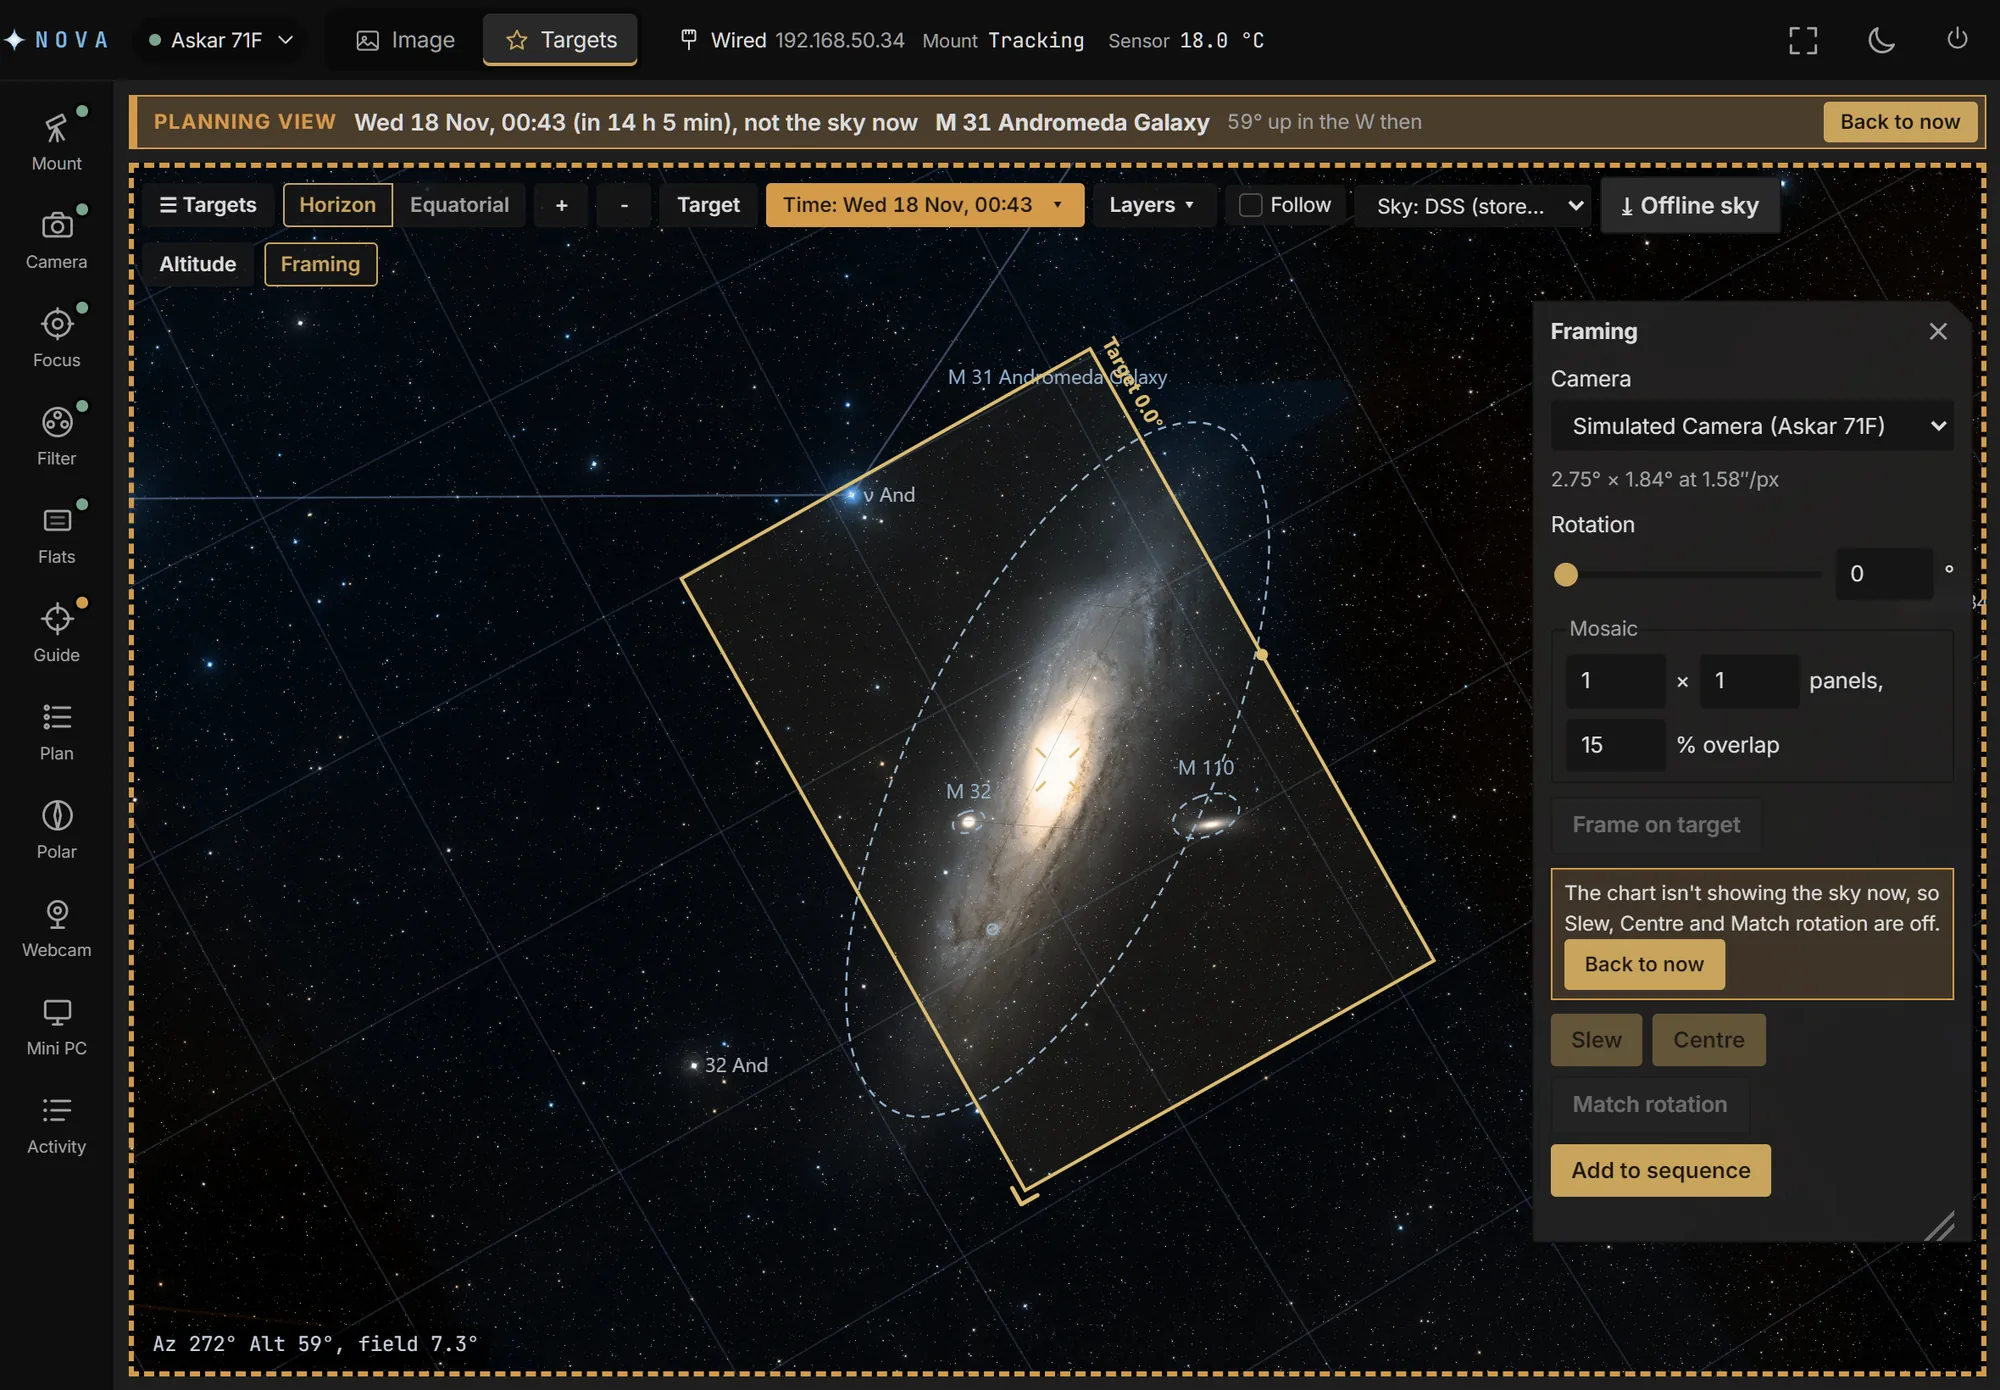 NOVA Askar 71F Image Targets Wired 192.168.50.34 Mount Tracking Sensor 18.0 °C
PLANNING VIEW Wed 18 Nov, 00:43 (in 14 h 5 min), not the sky now M 31 Andromeda Galaxy 59° up in the W then Back to now
Mount
Camera
Focus
Filter
Flats
Guide
Plan
Polar
Webcam
Mini PC
Activity
☰ Targets Horizon Equatorial + - Target Time: Wed 18 Nov, 00:43 ▾ Layers ▾ Follow Sky: DSS (store... ⤓ Offline sky
Altitude Framing
M 31 Andromeda Galaxy
Target 0.0°
ν And
M 110
M 32
32 And
Az 272° Alt 59°, field 7.3°
Framing
Camera
Simulated Camera (Askar 71F)
2.75° × 1.84° at 1.58″/px
Rotation
0 °
Mosaic
1 × 1 panels,
15 % overlap
Frame on target
The chart isn't showing the sky now, so
Slew, Centre and Match rotation are off.
Back to now
Slew Centre
Match rotation
Add to sequence